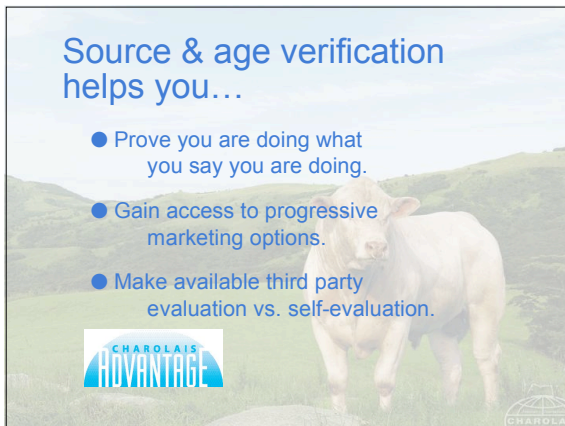 Source & age verification
helps you…
● Prove you are doing what
you say you are doing.
● Gain access to progressive
marketing options.
● Make available third party
evaluation vs. self-evaluation.
CHAROLAIS
ADVANTAGE